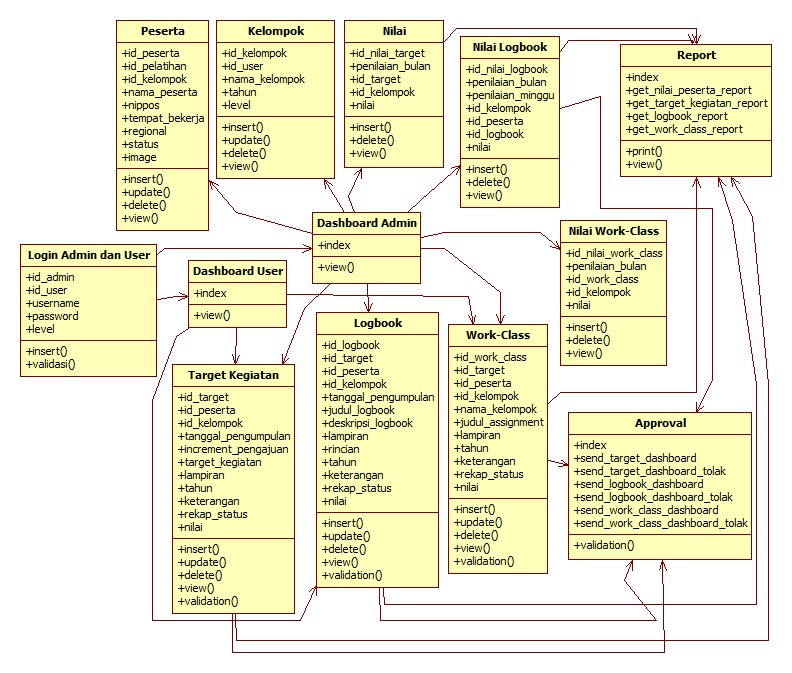 Peserta
+id_peserta
+id_pelatihan
+id_kelompok
+nama_peserta
+nippos
+tempat_bekerja
+regional
+status
+image
+insert()
+update()
+delete()
+view()
Kelompok
+id_kelompok
+id_user
+nama_kelompok
+tahun
+level
+insert()
+update()
+delete()
+view()
Nilai
+id_nilai_target
+penilaian_bulan
+id_target
+id_kelompok
+nilai
+insert()
+delete()
+view()
Nilai Logbook
+id_nilai_logbook
+penilaian_bulan
+penilaian_minggu
+id_kelompok
+id_peserta
+id_logbook
+nilai
+insert()
+delete()
+view()
Report
+index
+get_nilai_peserta_report
+get_target_kegiatan_report
+get_logbook_report
+get_work_class_report
+print()
+view()
Login Admin dan User
+id_admin
+id_user
+username
+password
+level
+insert()
+validasi()
Dashboard User
+index
+view()
Dashboard Admin
+index
+view()
Nilai Work-Class
+id_nilai_work_class
+penilaian_bulan
+id_work_class
+id_kelompok
+nilai
+insert()
+delete()
+view()
Target Kegiatan
+id_target
+id_peserta
+id_kelompok
+tanggal_pengumpulan
+increment_pengajuan
+target_kegiatan
+lampiran
+tahun
+keterangan
+rekap_status
+nilai
+insert()
+update()
+delete()
+view()
+validation()
Logbook
+id_logbook
+id_target
+id_peserta
+id_kelompok
+tanggal_pengumpulan
+judul_logbook
+deskripsi_logbook
+lampiran
+rincian
+tahun
+keterangan
+rekap_status
+nilai
+insert()
+update()
+delete()
+view()
+validation()
Work-Class
+id_work_class
+id_target
+id_peserta
+id_kelompok
+nama_kelompok
+judul_assignment
+lampiran
+tahun
+keterangan
+rekap_status
+nilai
+insert()
+update()
+delete()
+view()
+validation()
Approval
+index
+send_target_dashboard
+send_target_dashboard_tolak
+send_logbook_dashboard
+send_logbook_dashboard_tolak
+send_work_class_dashboard
+send_work_class_dashboard_tolak
+validation()